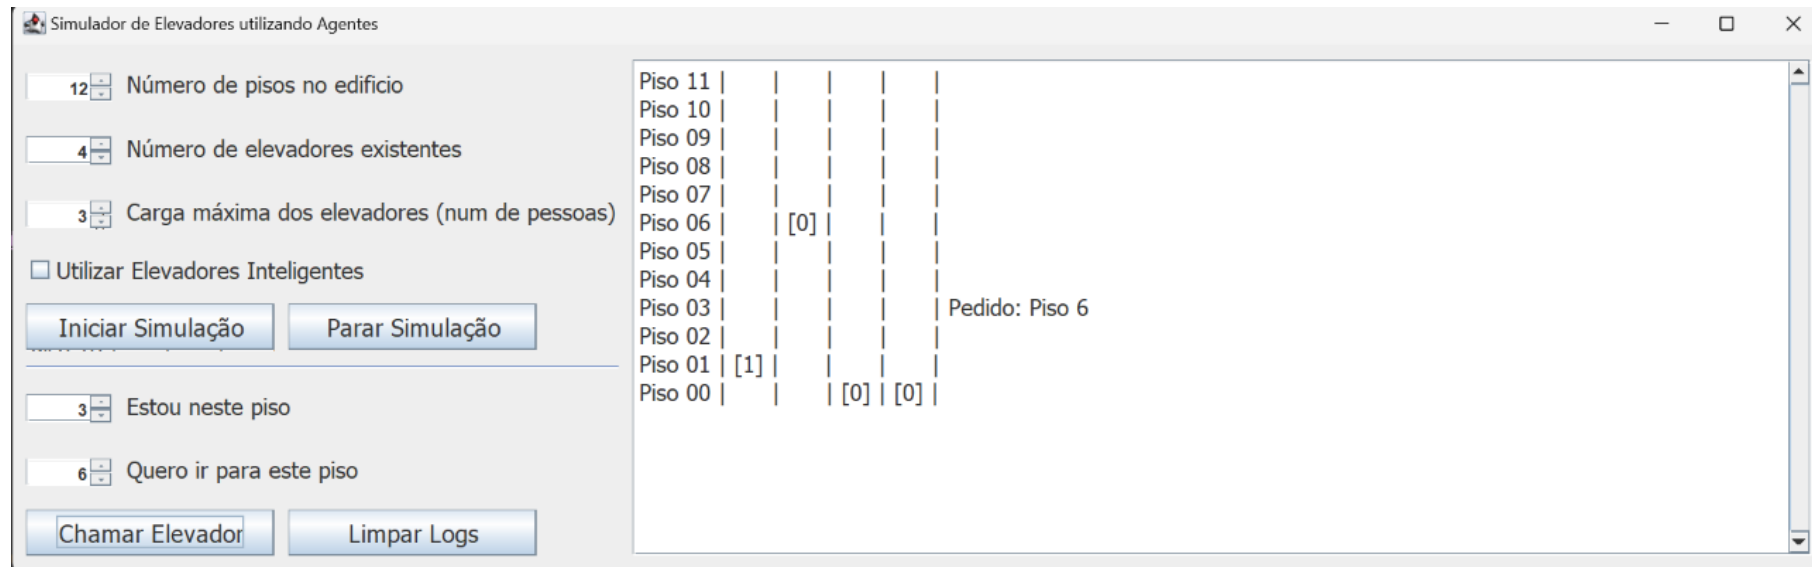 Simulador de Elevadores utilizando Agentes
12 Número de pisos no edificio
4 Número de elevadores existentes
3 Carga máxima dos elevadores (num de pessoas)
Utilizar Elevadores Inteligentes
Iniciar Simulação Parar Simulação
3 Estou neste piso
6 Quero ir para este piso
Chamar Elevador Limpar Logs
Piso 11 | | | | |
Piso 10 | | | | |
Piso 09 | | | | |
Piso 08 | | | | |
Piso 07 | | | | |
Piso 06 | | [0] | | |
Piso 05 | | | | |
Piso 04 | | | | |
Piso 03 | | | | | Pedido: Piso 6
Piso 02 | | | | |
Piso 01 | [1] | | | |
Piso 00 | | | [0] | [0] |